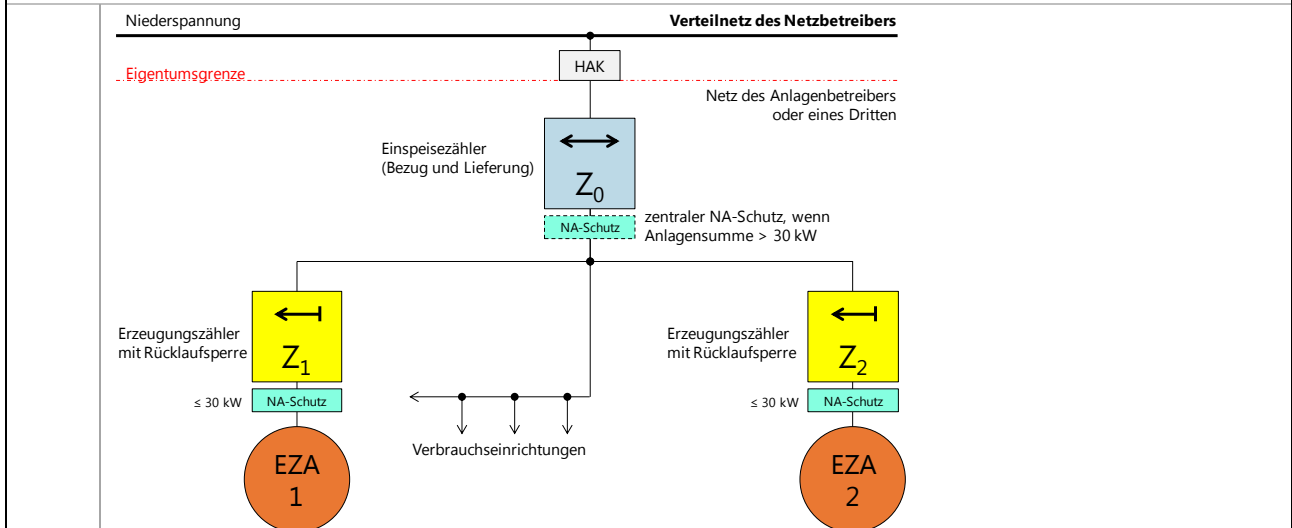 Niederspannung
Verteilnetz des Netzbetreibers
HAK
Eigentumsgrenze
Netz des Anlagenbetreibers
oder eines Dritten
Einspeisezähler
(Bezug und Lieferung)
Z0
NA-Schutz
zentraler NA-Schutz, wenn
Anlagensumme > 30 kW
Erzeugungszähler
mit Rücklaufsperre
Z1
Erzeugungszähler
mit Rücklaufsperre
Z2
≤ 30 kW
NA-Schutz
≤ 30 kW
NA-Schutz
Verbrauchseinrichtungen
EZA
1
EZA
2